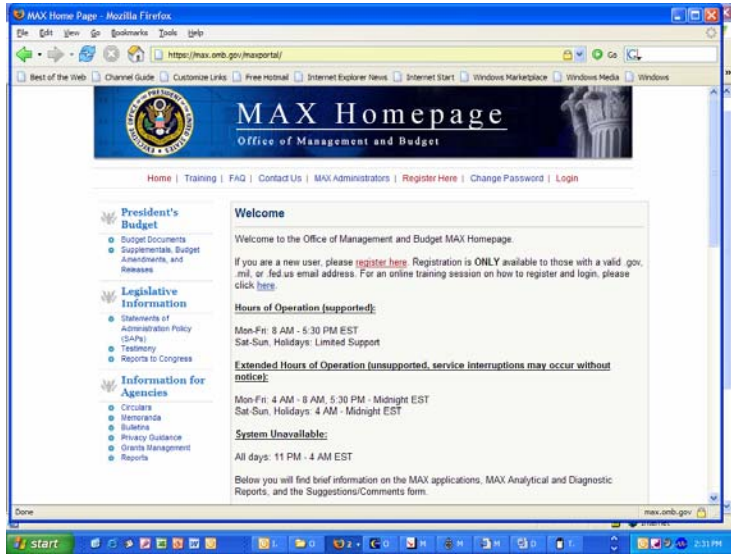 MAX Home Page - Mozilla Firefox
File Edit View Go Bookmarks Tools Help
https://max.omb.gov/maxportal/ Go
Best of the Web Channel Guide Customize Links Free Hotmail Internet Explorer News Internet Start Windows Marketplace Windows Media Windows
MAX Homepage
Office of Management and Budget
Home | Training | FAQ | Contact Us | MAX Administrators | Register Here | Change Password | Login
President's
Budget
Budget Documents
Supplementals, Budget
Amendments, and
Releases
Legislative
Information
Statements of
Administration Policy
(SAPs)
Testimony
Reports to Congress
Information for
Agencies
Circulars
Memoranda
Bulletins
Privacy Guidance
Grants Management
Reports
Welcome
Welcome to the Office of Management and Budget MAX Homepage.
If you are a new user, please register here. Registration is ONLY available to those with a valid .gov,
.mil, or .fed.us email address. For an online training session on how to register and login, please
click here.
Hours of Operation (supported):
Mon-Fri: 8 AM - 5:30 PM EST
Sat-Sun, Holidays: Limited Support
Extended Hours of Operation (unsupported, service interruptions may occur without
notice):
Mon-Fri: 4 AM - 8 AM, 5:30 PM - Midnight EST
Sat-Sun, Holidays: 4 AM - Midnight EST
System Unavailable:
All days: 11 PM - 4 AM EST
Below you will find brief information on the MAX applications, MAX Analytical and Diagnostic
Reports, and the Suggestions/Comments form.
Done max.omb.gov
Internet
start 2:31 PM